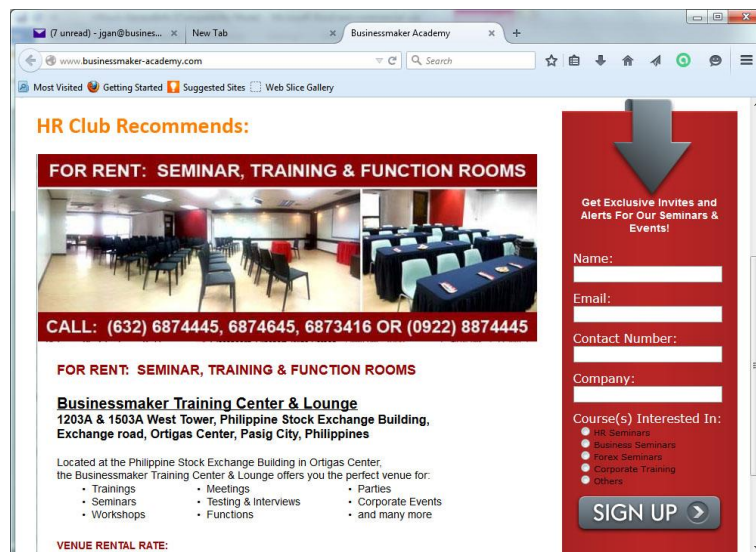 (7 unread) - jgan@busines...
New Tab
Businessmaker Academy
www.businessmaker-academy.com
Search
Most Visited
Getting Started
Suggested Sites
Web Slice Gallery
HR Club Recommends:
FOR RENT: SEMINAR, TRAINING & FUNCTION ROOMS
CALL: (632) 6874445, 6874645, 6873416 OR (0922) 8874445
FOR RENT: SEMINAR, TRAINING & FUNCTION ROOMS
Businessmaker Training Center & Lounge
1203A & 1503A West Tower, Philippine Stock Exchange Building,
Exchange road, Ortigas Center, Pasig City, Philippines
Located at the Philippine Stock Exchange Building in Ortigas Center,
the Businessmaker Training Center & Lounge offers you the perfect venue for:
• Trainings • Meetings • Parties
• Seminars • Testing & Interviews • Corporate Events
• Workshops • Functions • and many more
VENUE RENTAL RATE:
Get Exclusive Invites and
Alerts For Our Seminars &
Events!
Name:
Email:
Contact Number:
Company:
Course(s) Interested In:
HR Seminars
Business Seminars
Forex Seminars
Corporate Training
Others
SIGN UP